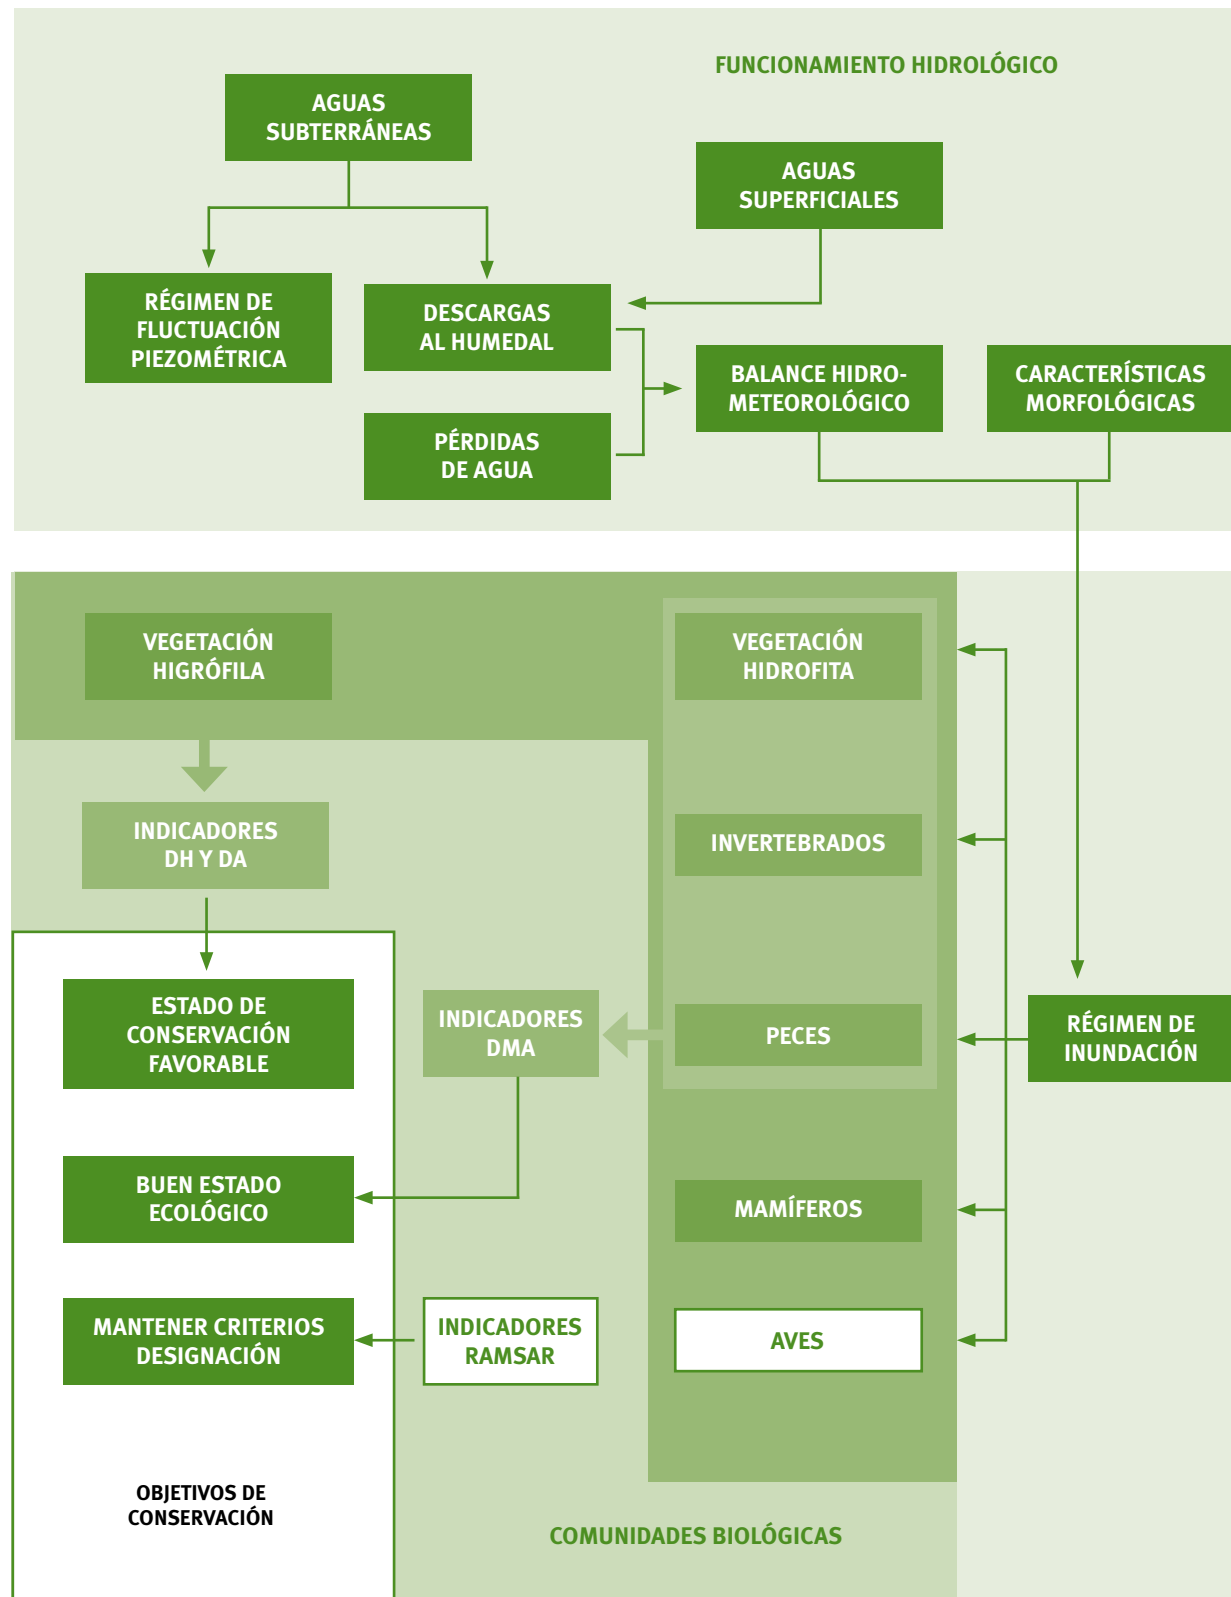 FUNCIONAMIENTO HIDROLÓGICO
AGUAS
SUBTERRÁNEAS
AGUAS
SUPERFICIALES
RÉGIMEN DE
FLUCTUACIÓN
PIEZOMÉTRICA
DESCARGAS
AL HUMEDAL
BALANCE HIDRO-
METEOROLÓGICO
CARACTERÍSTICAS
MORFOLÓGICAS
PÉRDIDAS
DE AGUA
VEGETACIÓN
HIGRÓFILA
VEGETACIÓN
HIDROFITA
INDICADORES
DH Y DA
INVERTEBRADOS
ESTADO DE
CONSERVACIÓN
FAVORABLE
INDICADORES
DMA
PECES
RÉGIMEN DE
INUNDACIÓN
BUEN ESTADO
ECOLÓGICO
MAMÍFEROS
MANTENER CRITERIOS
DESIGNACIÓN
INDICADORES
RAMSAR
AVES
OBJETIVOS DE
CONSERVACIÓN
COMUNIDADES BIOLÓGICAS